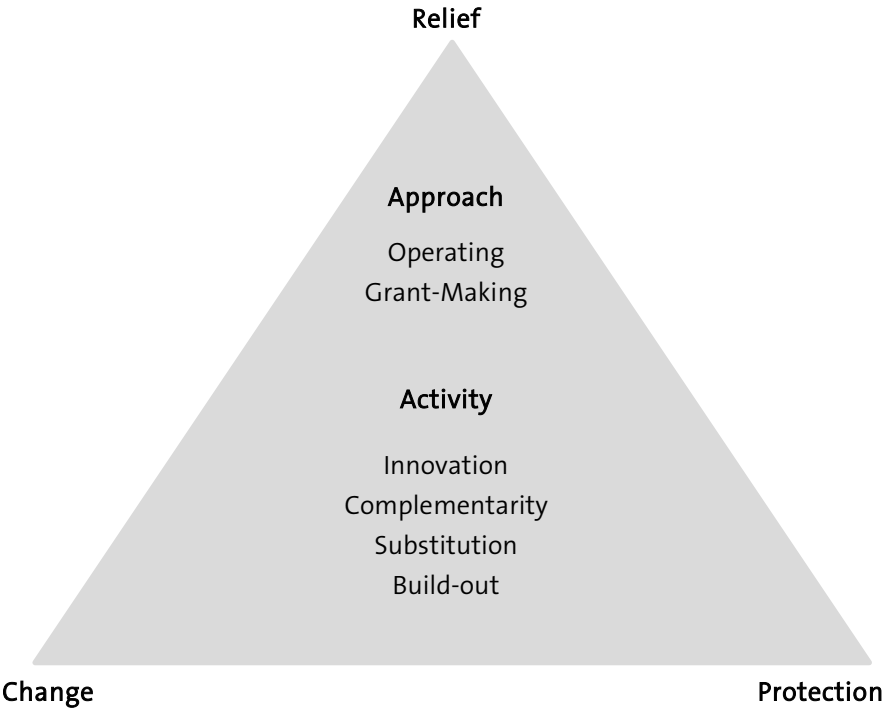 Relief
Approach
Operating
Grant-Making
Activity
Innovation
Complementarity
Substitution
Build-out
Change
Protection